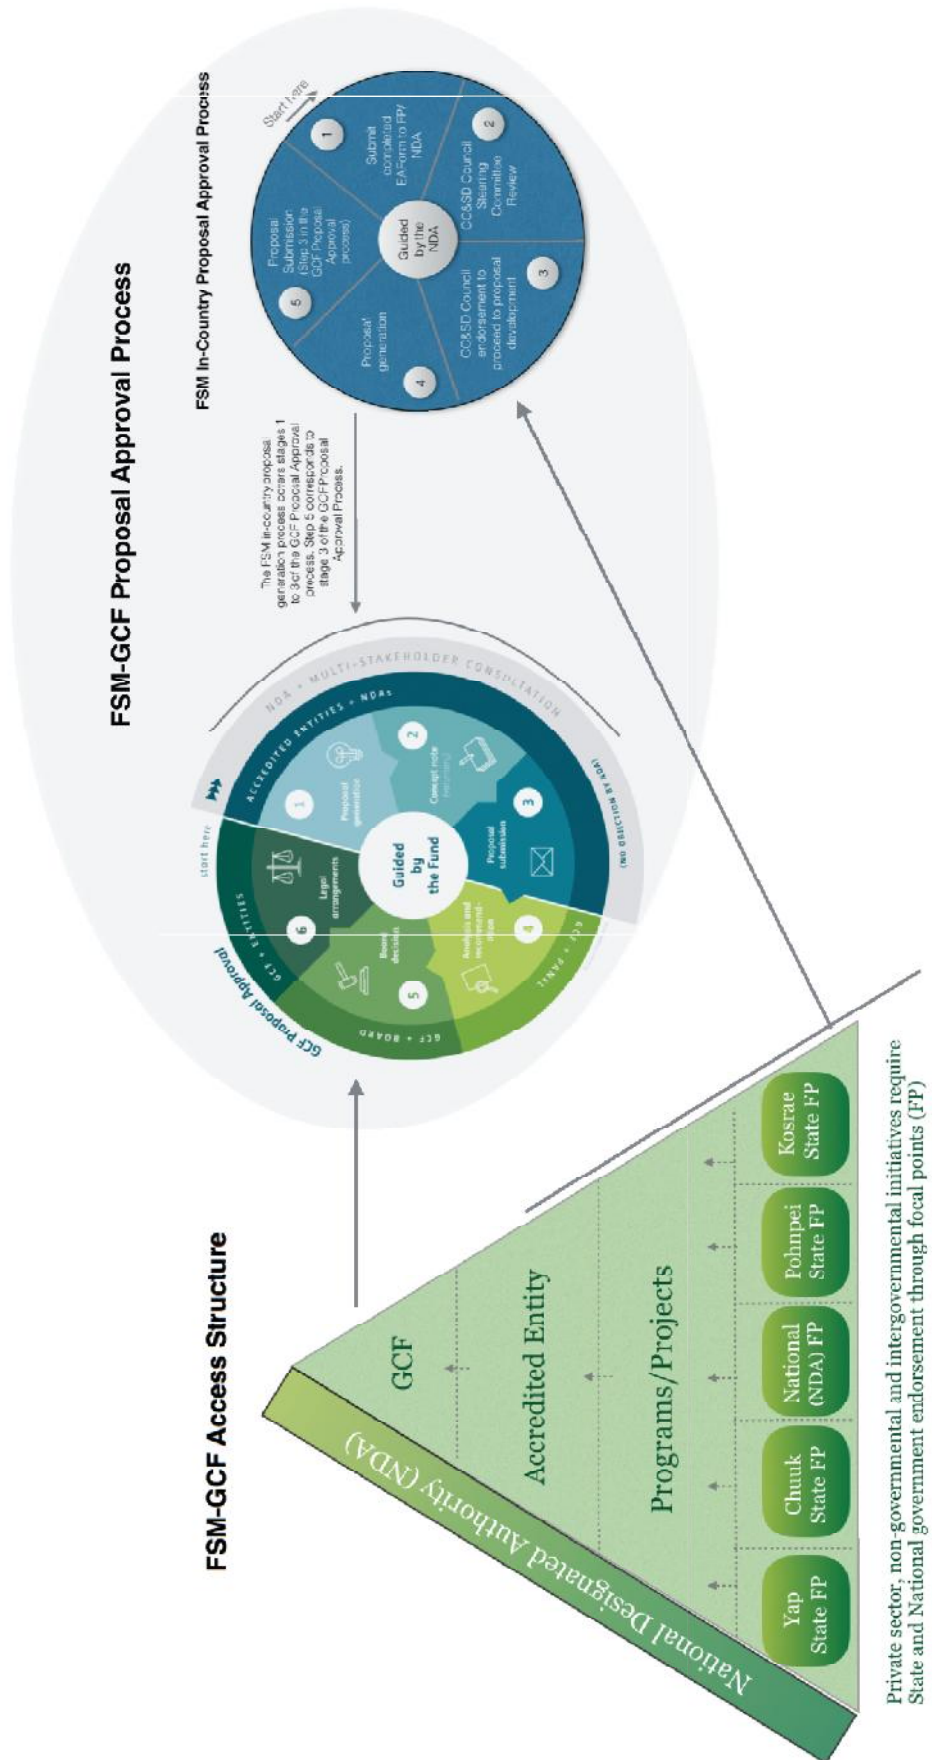 FSM-GCF Access Structure
GCF
Accredited Entity
Programs/Projects
National Designated Authority (NDA)
Yap
State FP
Chuuk
State FP
National
(NDA) FP
Pohnpei
State FP
Kosrae
State FP
Private sector, non-governmental and intergovernmental initiatives require
State and National government endorsement through focal points (FP)
FSM-GCF Proposal Approval Process
GCF Proposal Approval
start here
NDA + MULTI-STAKEHOLDER CONSULTATION
(NO OBJECTION BY NDA)
ACCREDITED ENTITIES + NDAs
GCF + PANEL
GCF + BOARD
GCF + ENTITIES
Guided
by
the Fund
1
Proposal
generation
2
Concept note
3
Proposal
submission
4
Analysis and
recommend-
ation
5
Board
decision
6
Legal
arrangements
The FSM in-country proposal
generation process covers stages 1
to 3 of the GCF Proposal Approval
process. Step 5 corresponds to
stage 3 of the GCF Proposal
Approval Process.
FSM In-Country Proposal Approval Process
Start here
Guided
by the
NDA
1
Submit
completed
EAForm to FP/
NDA
2
CC&SD Council
Steering
Committee
Review
3
CC&SD Council
endorsement to
proceed to proposal
development
4
Proposal
generation
5
Proposal
Submission
(Step 3 in the
GCF Proposal
Approval
process)